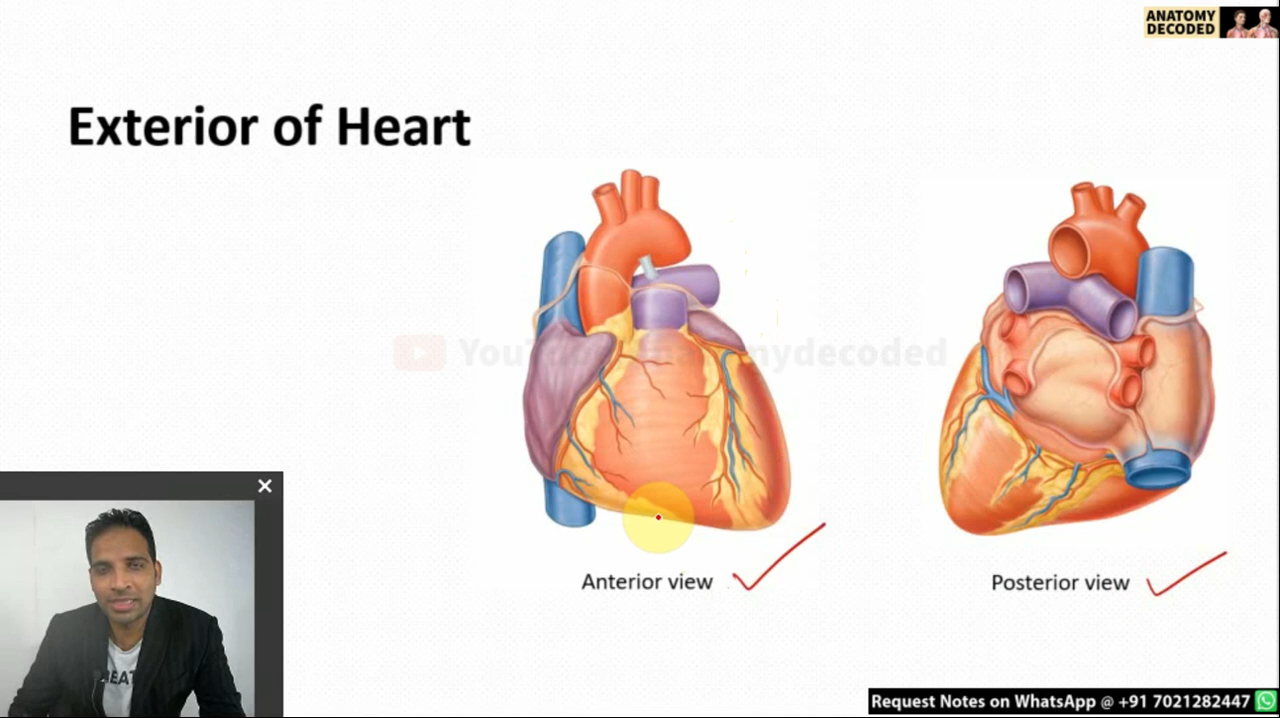 ANATOMY
DECODED
Exterior of Heart
Anterior view
Posterior view
Request Notes on WhatsApp @ +91 7021282447